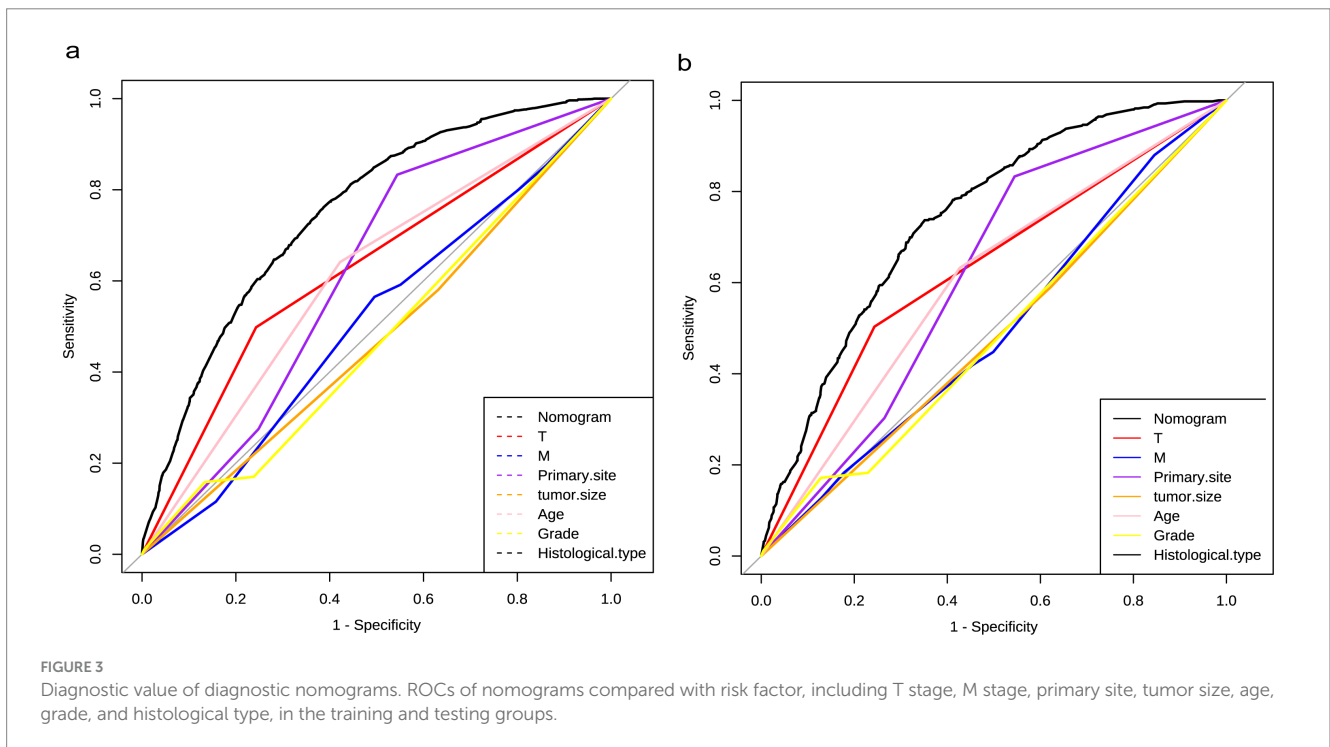 a
1.0
0.8
0.6
0.4
0.2
0.0
Sensitivity
0.0 0.2 0.4 0.6 0.8 1.0
1 - Specificity
Nomogram
T
M
Primary.site
tumor.size
Age
Grade
Histological.type
b
1.0
0.8
0.6
0.4
0.2
0.0
Sensitivity
0.0 0.2 0.4 0.6 0.8 1.0
1 - Specificity
Nomogram
T
M
Primary.site
tumor.size
Age
Grade
Histological.type
FIGURE 3
Diagnostic value of diagnostic nomograms. ROCs of nomograms compared with risk factor, including T stage, M stage, primary site, tumor size, age,
grade, and histological type, in the training and testing groups.